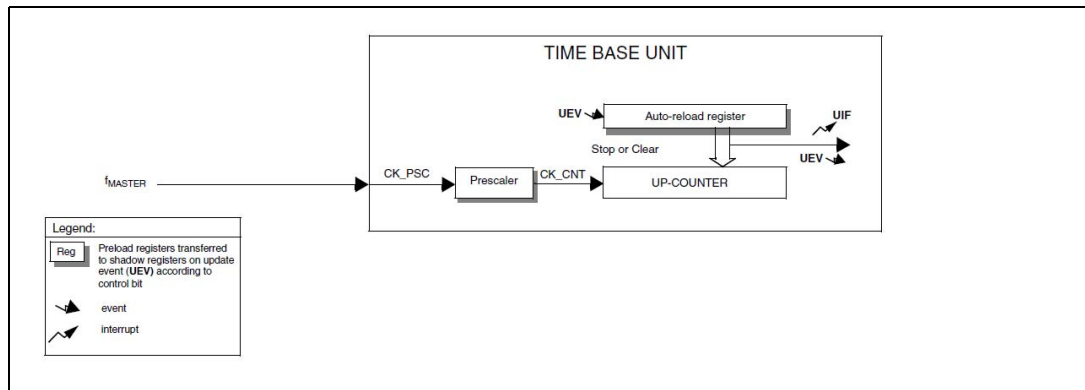 TIME BASE UNIT
UEV
Auto-reload register
UIF
Stop or Clear
UEV
fMASTER
CK_PSC
Prescaler
CK_CNT
UP-COUNTER
Legend:
Reg
Preload registers transferred
to shadow registers on update
event (UEV) according to
control bit
event
interrupt